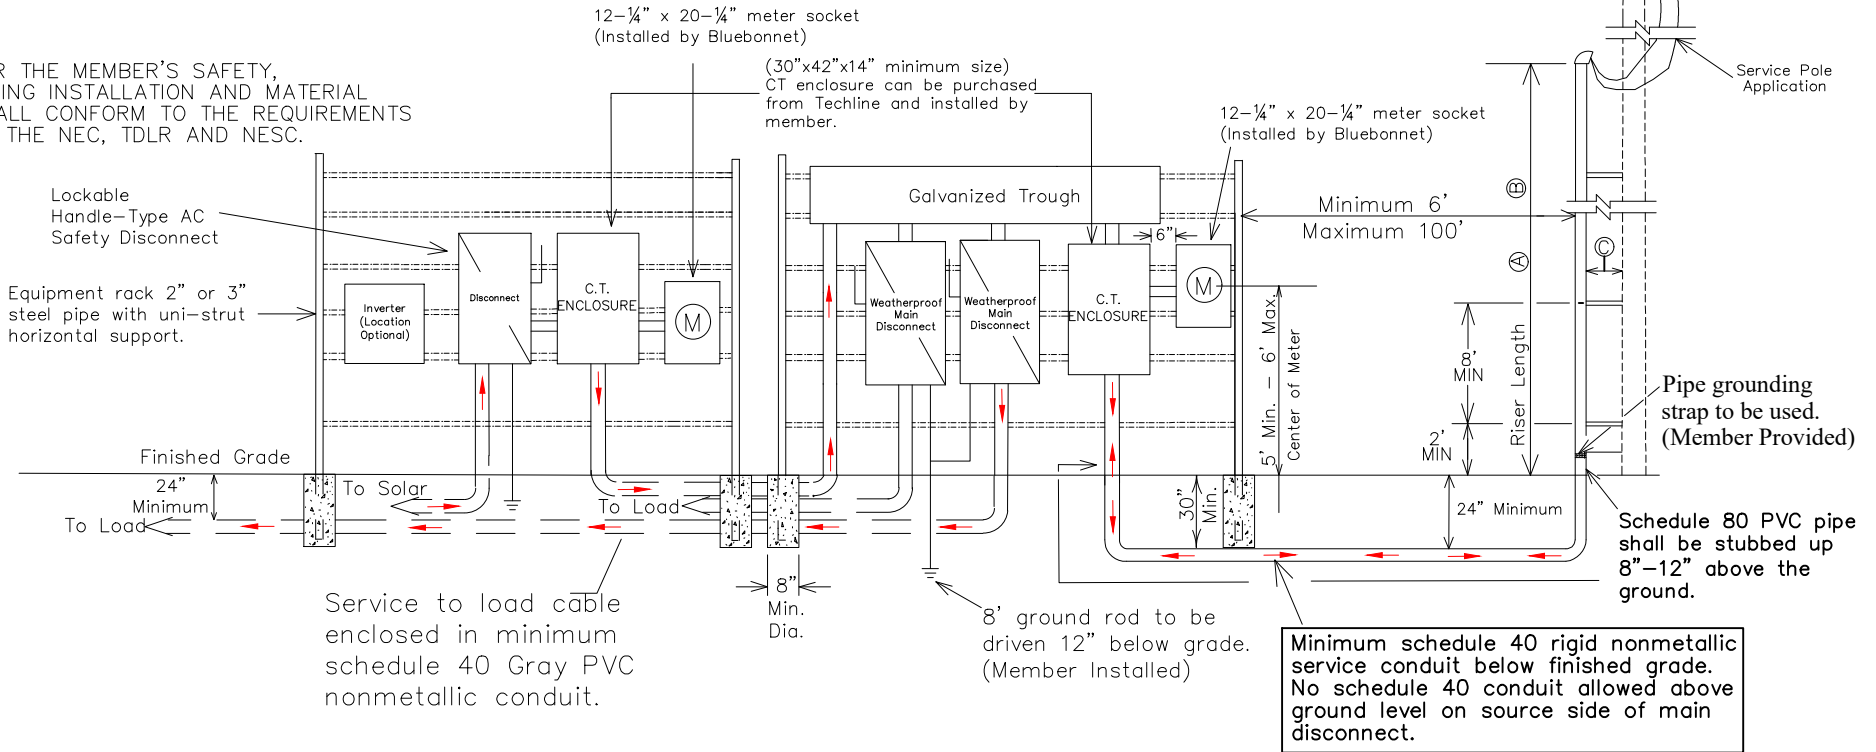 12-¼" x 20-¼" meter socket
(Installed by Bluebonnet)
R THE MEMBER'S SAFETY,
ING INSTALLATION AND MATERIAL
ALL CONFORM TO THE REQUIREMENTS
THE NEC, TDLR AND NESC.
(30"x42"x14" minimum size)
CT enclosure can be purchased
from Techline and installed by
member.
12-¼" x 20-¼" meter socket
(Installed by Bluebonnet)
Service Pole
Application
Lockable
Handle-Type AC
Safety Disconnect
Equipment rack 2" or 3"
steel pipe with uni-strut
horizontal support.
Inverter
(Location
Optional)
Disconnect
C.T.
ENCLOSURE
M
Galvanized Trough
Weatherproof
Main
Disconnect
Weatherproof
Main
Disconnect
C.T.
ENCLOSURE
6"
M
Minimum 6'
Maximum 100'
B
A
C
Riser Length
5' Min. - 6' Max.
Center of Meter
8'
MIN
2'
MIN
Pipe grounding
strap to be used.
(Member Provided)
Finished Grade
24"
Minimum
To Solar
To Load
To Load
30"
Min.
24" Minimum
Schedule 80 PVC pipe
shall be stubbed up
8"-12" above the
ground.
8"
Min.
Dia.
Service to load cable
enclosed in minimum
schedule 40 Gray PVC
nonmetallic conduit.
8' ground rod to be
driven 12" below grade.
(Member Installed)
Minimum schedule 40 rigid nonmetallic
service conduit below finished grade.
No schedule 40 conduit allowed above
ground level on source side of main
disconnect.